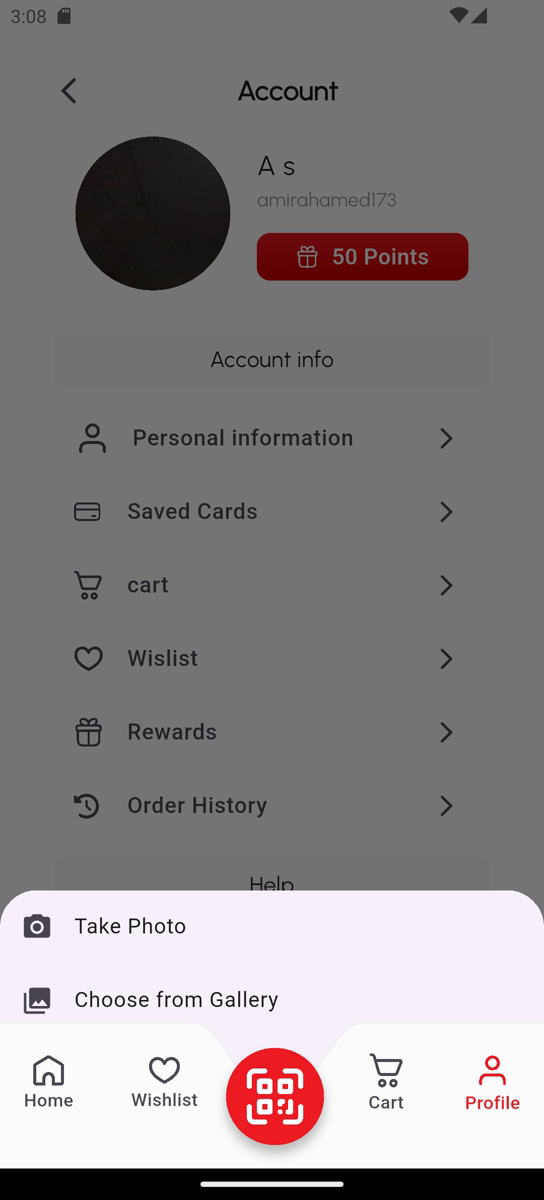 3:08
Account
A s
amirahamed173
50 Points
Account info
Personal information
Saved Cards
cart
Wislist
Rewards
Order History
Help
Take Photo
Choose from Gallery
Home
Wishlist
Cart
Profile